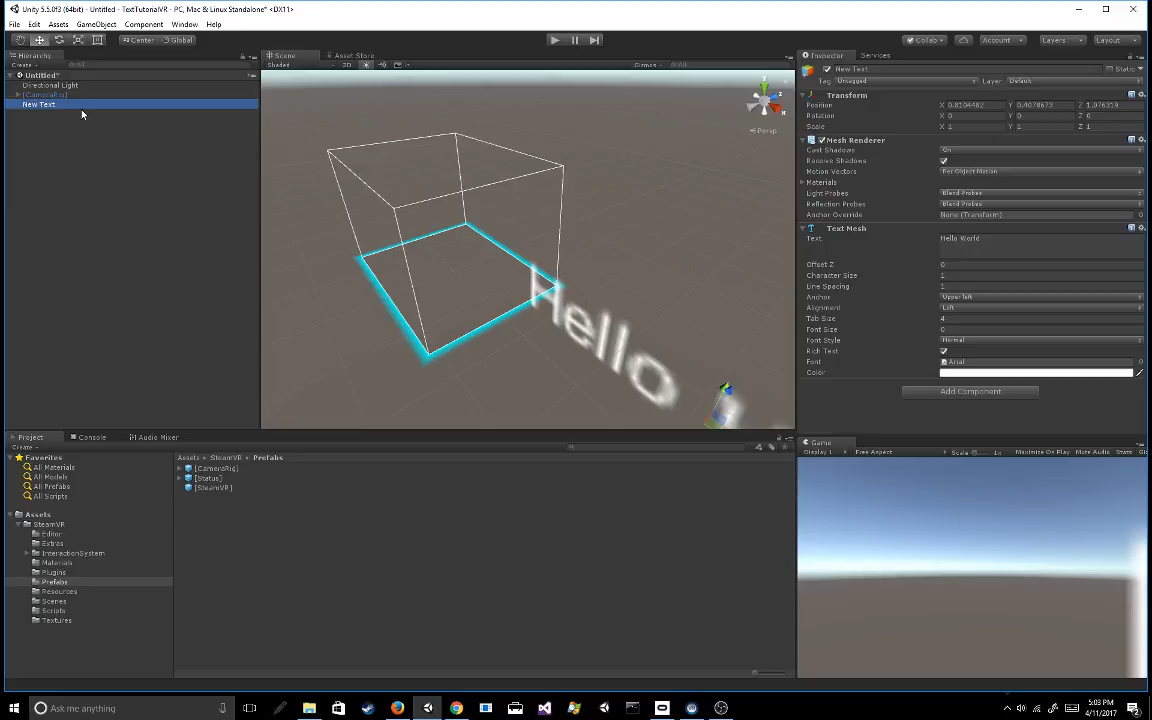 Unity 5.5.0f3 (64bit) - Untitled - TextTutorialVR - PC, Mac & Linux Standalone* <DX11>
File Edit Assets GameObject Component Window Help
Center Global Collab Account Layers Layout
Hierarchy
Create All
Untitled*
Directional Light
[CameraRig]
New Text
Scene Asset Store
Shaded 2D Gizmos All
y
z
x
Persp
Hello
Inspector Services
New Text Static
Tag Untagged Layer Default
Transform
Position X 0.8104482 Y 0.4078673 Z 1.076319
Rotation X 0 Y 0 Z 0
Scale X 1 Y 1 Z 1
Mesh Renderer
Cast Shadows On
Receive Shadows
Motion Vectors Per Object Motion
Materials
Light Probes Blend Probes
Reflection Probes Blend Probes
Anchor Override None (Transform)
Text Mesh
Text Hello World
Offset Z 0
Character Size 1
Line Spacing 1
Anchor Upper left
Alignment Left
Tab Size 4
Font Size 0
Font Style Normal
Rich Text
Font Arial
Color
Add Component
Project Console Audio Mixer
Create
Favorites
All Materials
All Models
All Prefabs
All Scripts
Assets
SteamVR
Editor
Extras
InteractionSystem
Materials
Plugins
Prefabs
Resources
Scenes
Scripts
Textures
Assets SteamVR Prefabs
[CameraRig]
[Status]
[SteamVR]
Game
Display 1 Free Aspect Scale 1x Maximize On Play Mute Audio Stats
Ask me anything
5:03 PM
4/11/2017